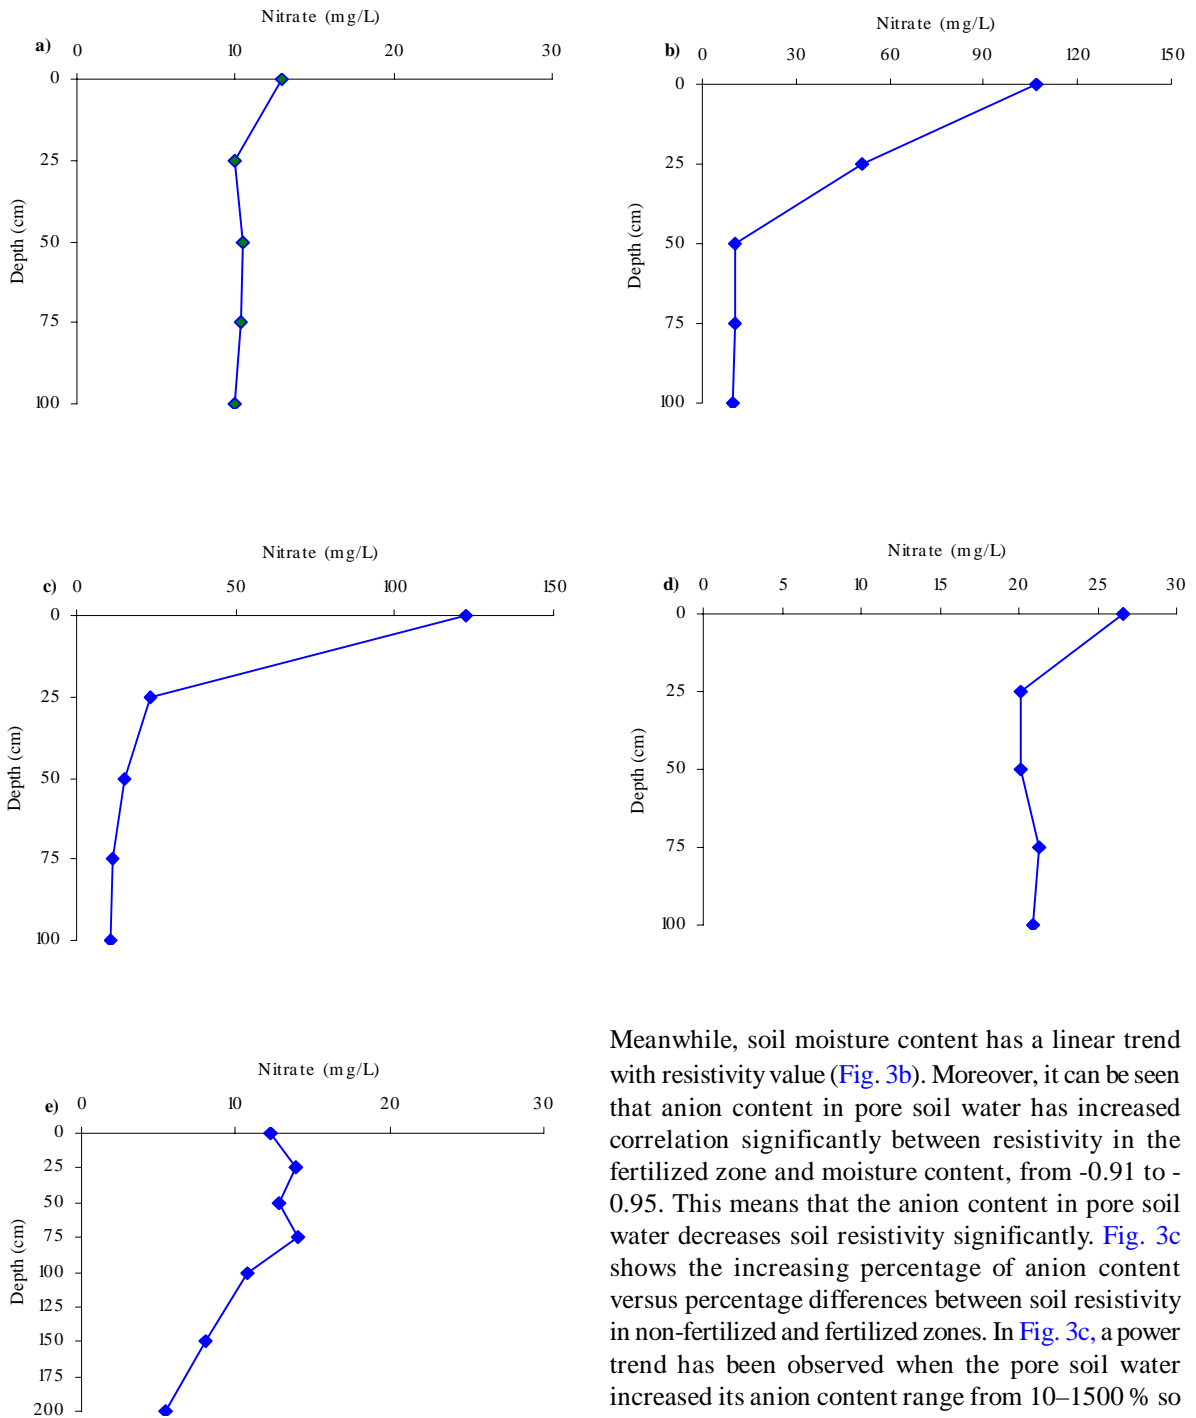 Nitrate (mg/L)
a) 0 10 20 30
0
25
50
75
100
Depth (cm)
Nitrate (mg/L)
b) 0 30 60 90 120 150
0
25
50
75
100
Depth (cm)
Nitrate (mg/L)
c) 0 50 100 150
0
25
50
75
100
Depth (cm)
Nitrate (mg/L)
d) 0 5 10 15 20 25 30
0
25
50
75
100
Depth (cm)
Nitrate (mg/L)
e) 0 10 20 30
0
25
50
75
100
125
150
175
200
Depth (cm)
Meanwhile, soil moisture content has a linear trend
with resistivity value (Fig. 3b). Moreover, it can be seen
that anion content in pore soil water has increased
correlation significantly between resistivity in the
fertilized zone and moisture content, from -0.91 to -
0.95. This means that the anion content in pore soil
water decreases soil resistivity significantly. Fig. 3c
shows the increasing percentage of anion content
versus percentage differences between soil resistivity
in non-fertilized and fertilized zones. In Fig. 3c, a power
trend has been observed when the pore soil water
increased its anion content range from 10–1500 % so